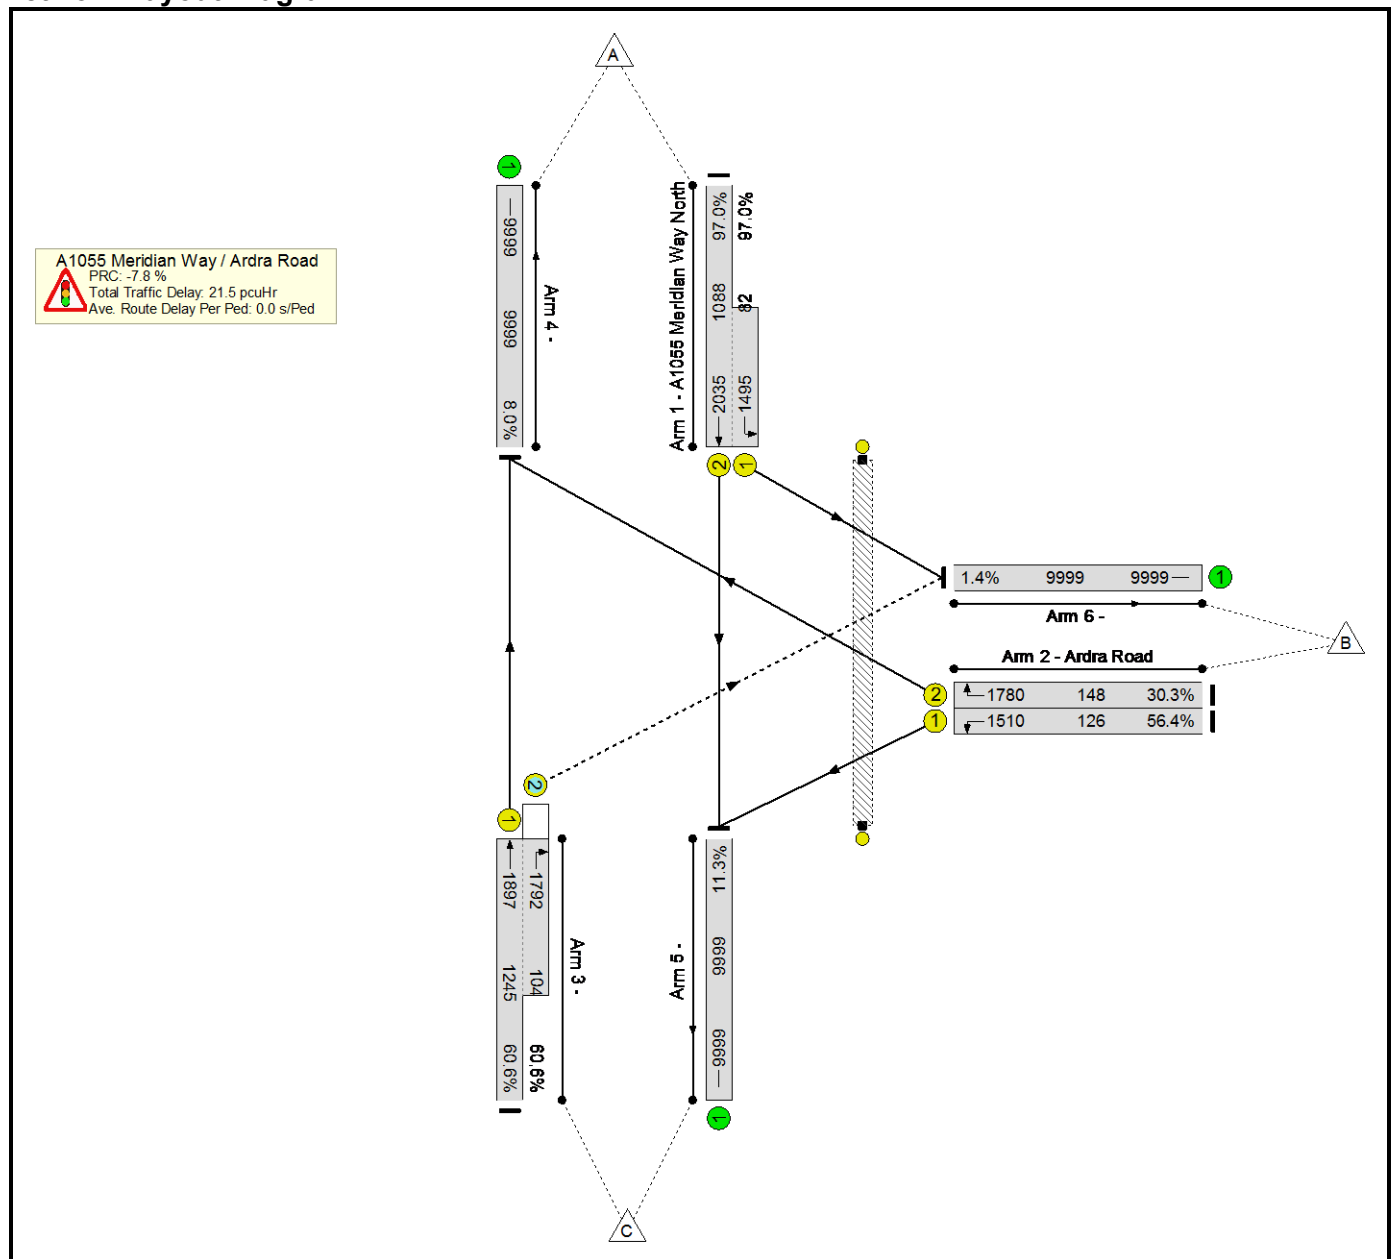 A
A1055 Meridian Way / Ardra Road
PRC: -7.8 %
Total Traffic Delay: 21.5 pcuHr
Ave. Route Delay Per Ped: 0.0 s/Ped
1
9999 9999 8.0%
Arm 4 -
Arm 1 - A1055 Meridian Way North
2035 1088 97.0%
1495 82 97.0%
2
1
1.4% 9999 9999
1
Arm 6 -
B
Arm 2 - Ardra Road
2
1780 148 30.3%
1
1510 126 56.4%
2
1
1897 1245 60.6%
1792 104 60.6%
Arm 3 -
Arm 5 -
11.3% 9999 9999
1
C